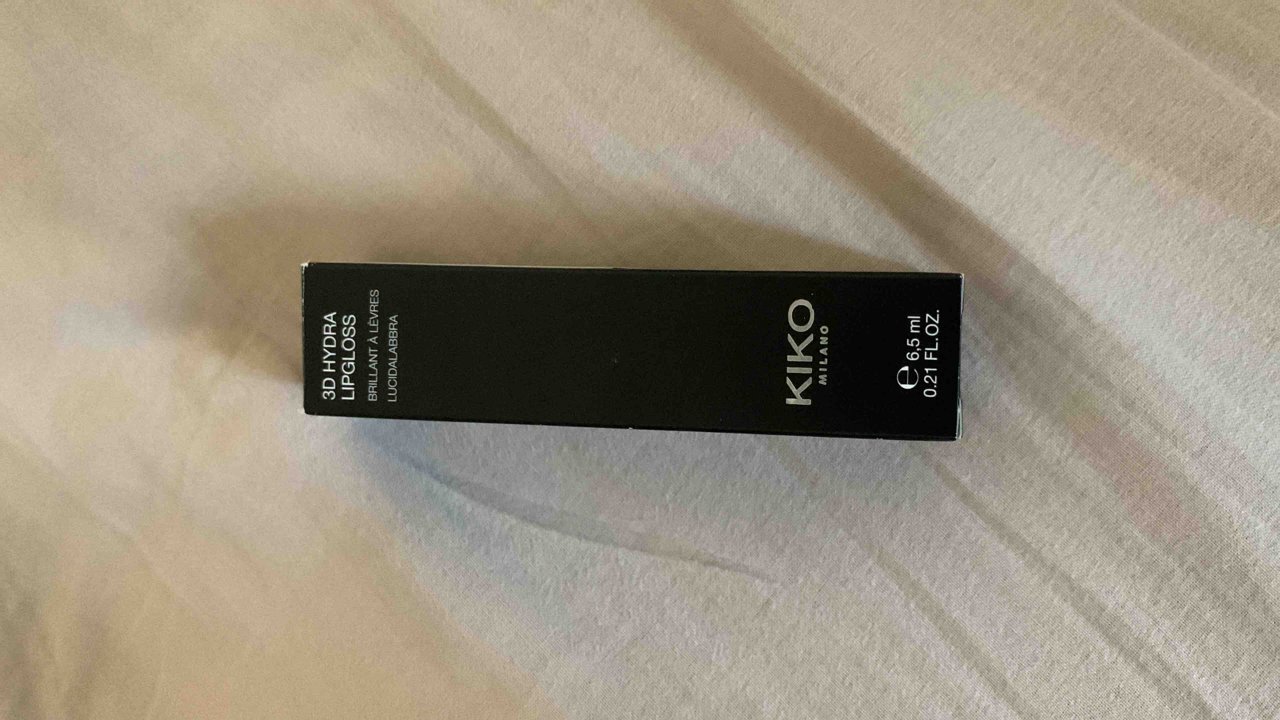 3D HYDRA
LIPGLOSS
BRILLANT À LÈVRES
LUCIDALABBRA
KIKO
MILANO
℮ 6,5 ml
0.21 FL.OZ.